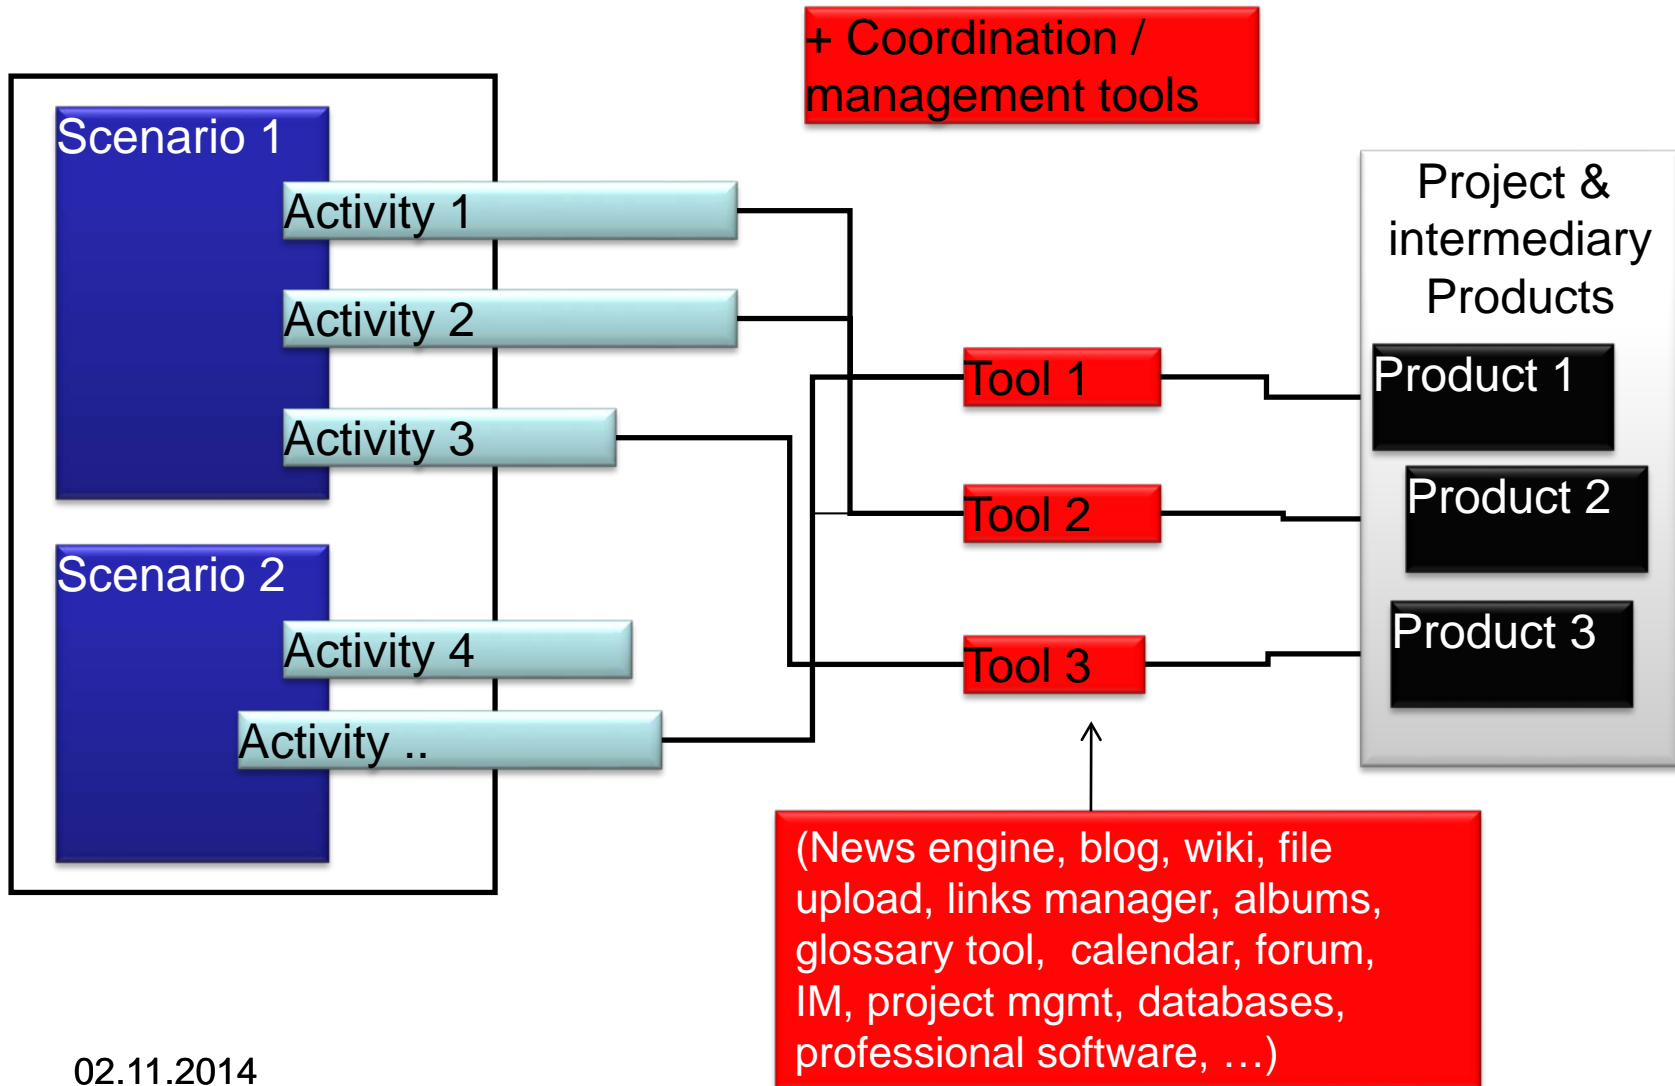 + Coordination /
management tools
Scenario 1
Activity 1
Activity 2
Activity 3
Scenario 2
Activity 4
Activity ..
Tool 1
Tool 2
Tool 3
Project &
intermediary
Products
Product 1
Product 2
Product 3
(News engine, blog, wiki, file
upload, links manager, albums,
glossary tool,  calendar, forum,
IM, project mgmt, databases,
professional software, …)
02.11.2014